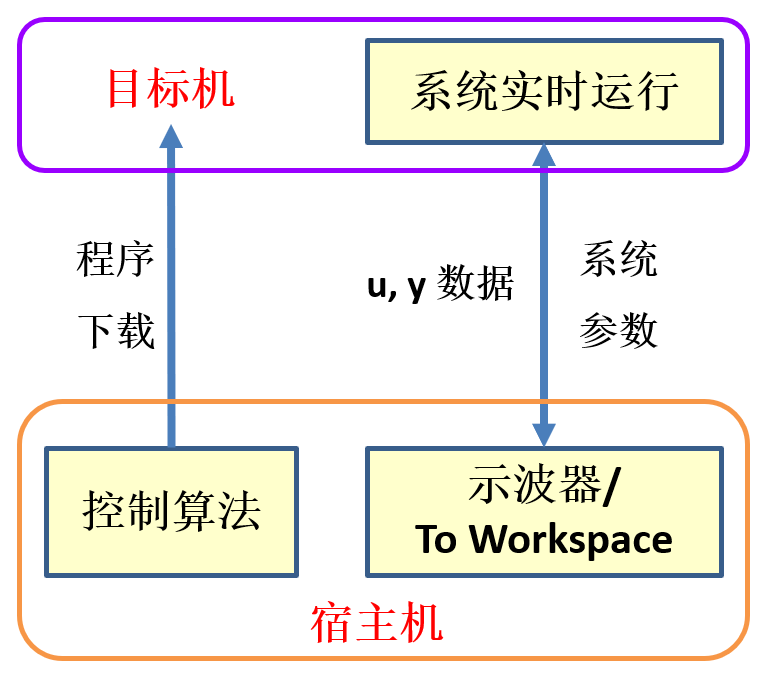 目标机
系统实时运行
程序
下载
u, y 数据
系统
参数
控制算法
示波器/
To Workspace
宿主机